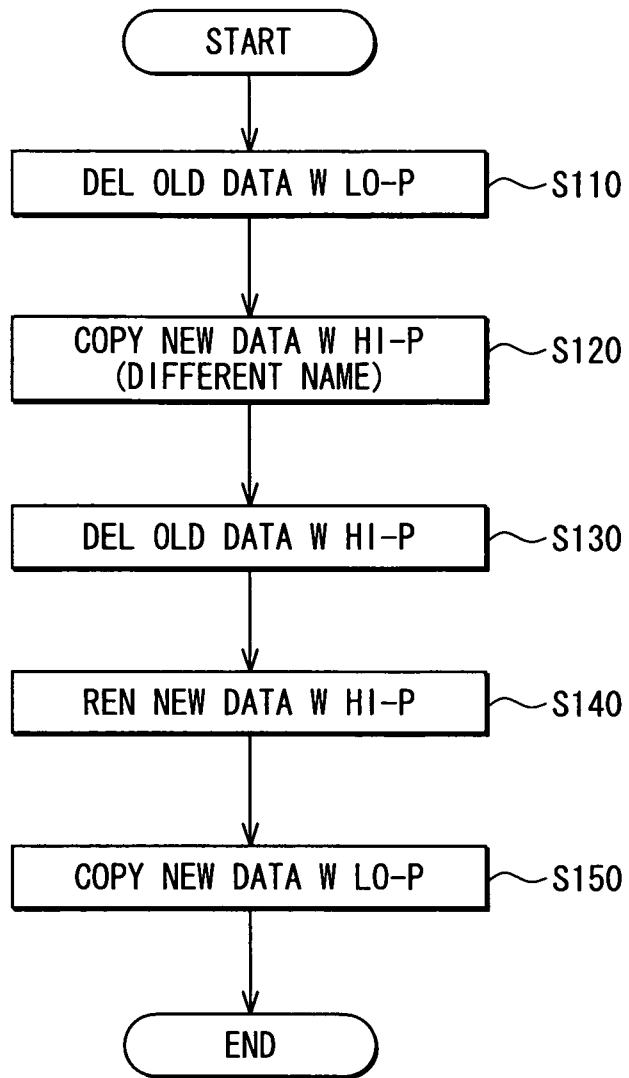 START
DEL OLD DATA W LO-P
S110
COPY NEW DATA W HI-P
(DIFFERENT NAME)
S120
DEL OLD DATA W HI-P
S130
REN NEW DATA W HI-P
S140
COPY NEW DATA W LO-P
S150
END